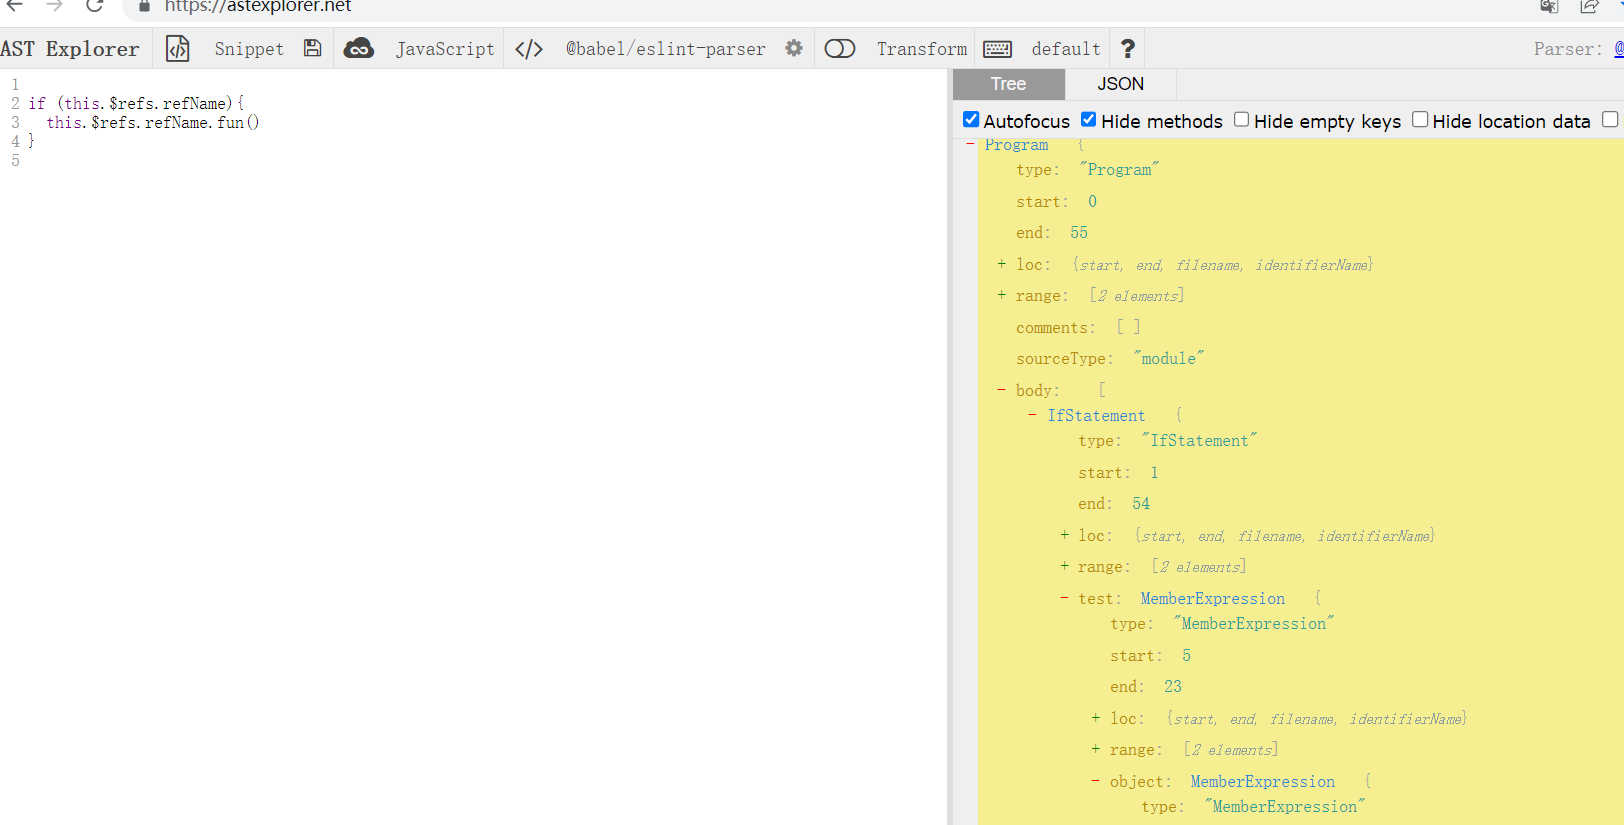 https://astexplorer.net
AST Explorer Snippet JavaScript </> @babel/eslint-parser Transform default ? Parser: @
1
2 if (this.$refs.refName){
3 this.$refs.refName.fun()
4 }
5
Tree JSON
Autofocus Hide methods Hide empty keys Hide location data
- Program {
type: "Program"
start: 0
end: 55
+ loc: {start, end, filename, identifierName}
+ range: [2 elements]
comments: [ ]
sourceType: "module"
- body: [
- IfStatement {
type: "IfStatement"
start: 1
end: 54
+ loc: {start, end, filename, identifierName}
+ range: [2 elements]
- test: MemberExpression {
type: "MemberExpression"
start: 5
end: 23
+ loc: {start, end, filename, identifierName}
+ range: [2 elements]
- object: MemberExpression {
type: "MemberExpression"